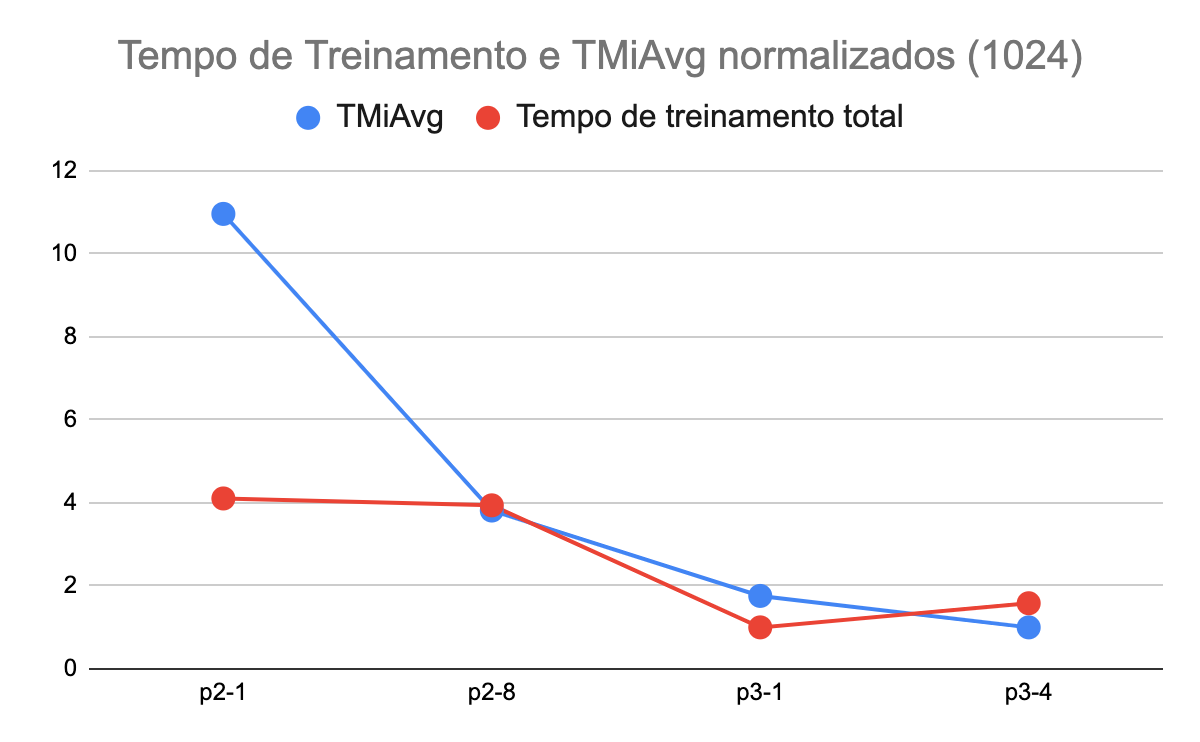 Tempo de Treinamento e TMiAvg normalizados (1024)
TMiAvg Tempo de treinamento total
12
10
8
6
4
2
0
p2-1 p2-8 p3-1 p3-4